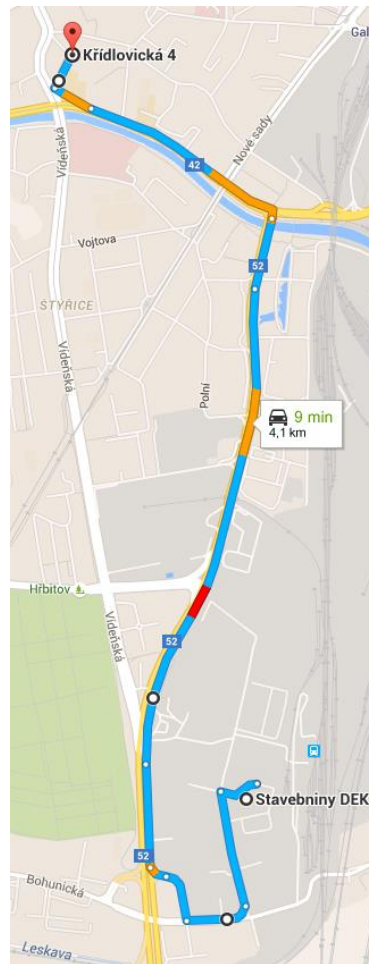 Gal
Křídlovická 4
Vídeňská
42
Nové sady
Vojtova
52
ŠTÝŘICE
Vídeňská
Polní
9 min
4,1 km
Hřbitov
52
Vídeňská
Stavebniny DEK
52
Bohunická
Leskava